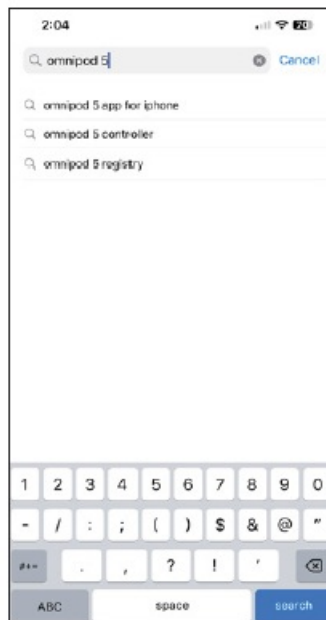 2:04 20
omnipod 5 Cancel
omnipod 5 app for iphone
omnipod 5 controller
omnipod 5 registry
1 2 3 4 5 6 7 8 9 0
- / : ; ( ) $ & @ "
#+= . , ? ! '
ABC space search